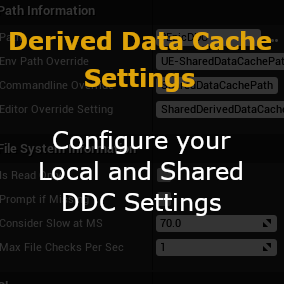 Path Information
Derived Data Cache
Settings
Env Path Override UE-SharedDataCachePath
Commandline
Editor Override Setting SharedDerivedDataCache
Configure your
Local and Shared
DDC Settings
File System Information
Is Read
Prompt if
Consider Slow at MS 70.0
Max File Checks Per Sec 1